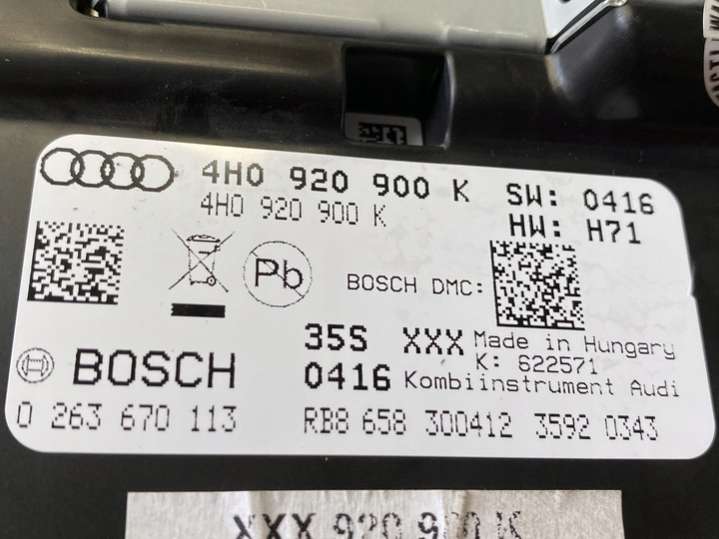 4H0 920 900 K SW: 0416
4H0 920 900 K HW: H71
Pb
BOSCH DMC:
35S XXX Made in Hungary
K: 622571
BOSCH 0416 Kombiinstrument Audi
0 263 670 113 RB8 658 300412 3592 0343
XXX 920 900 K